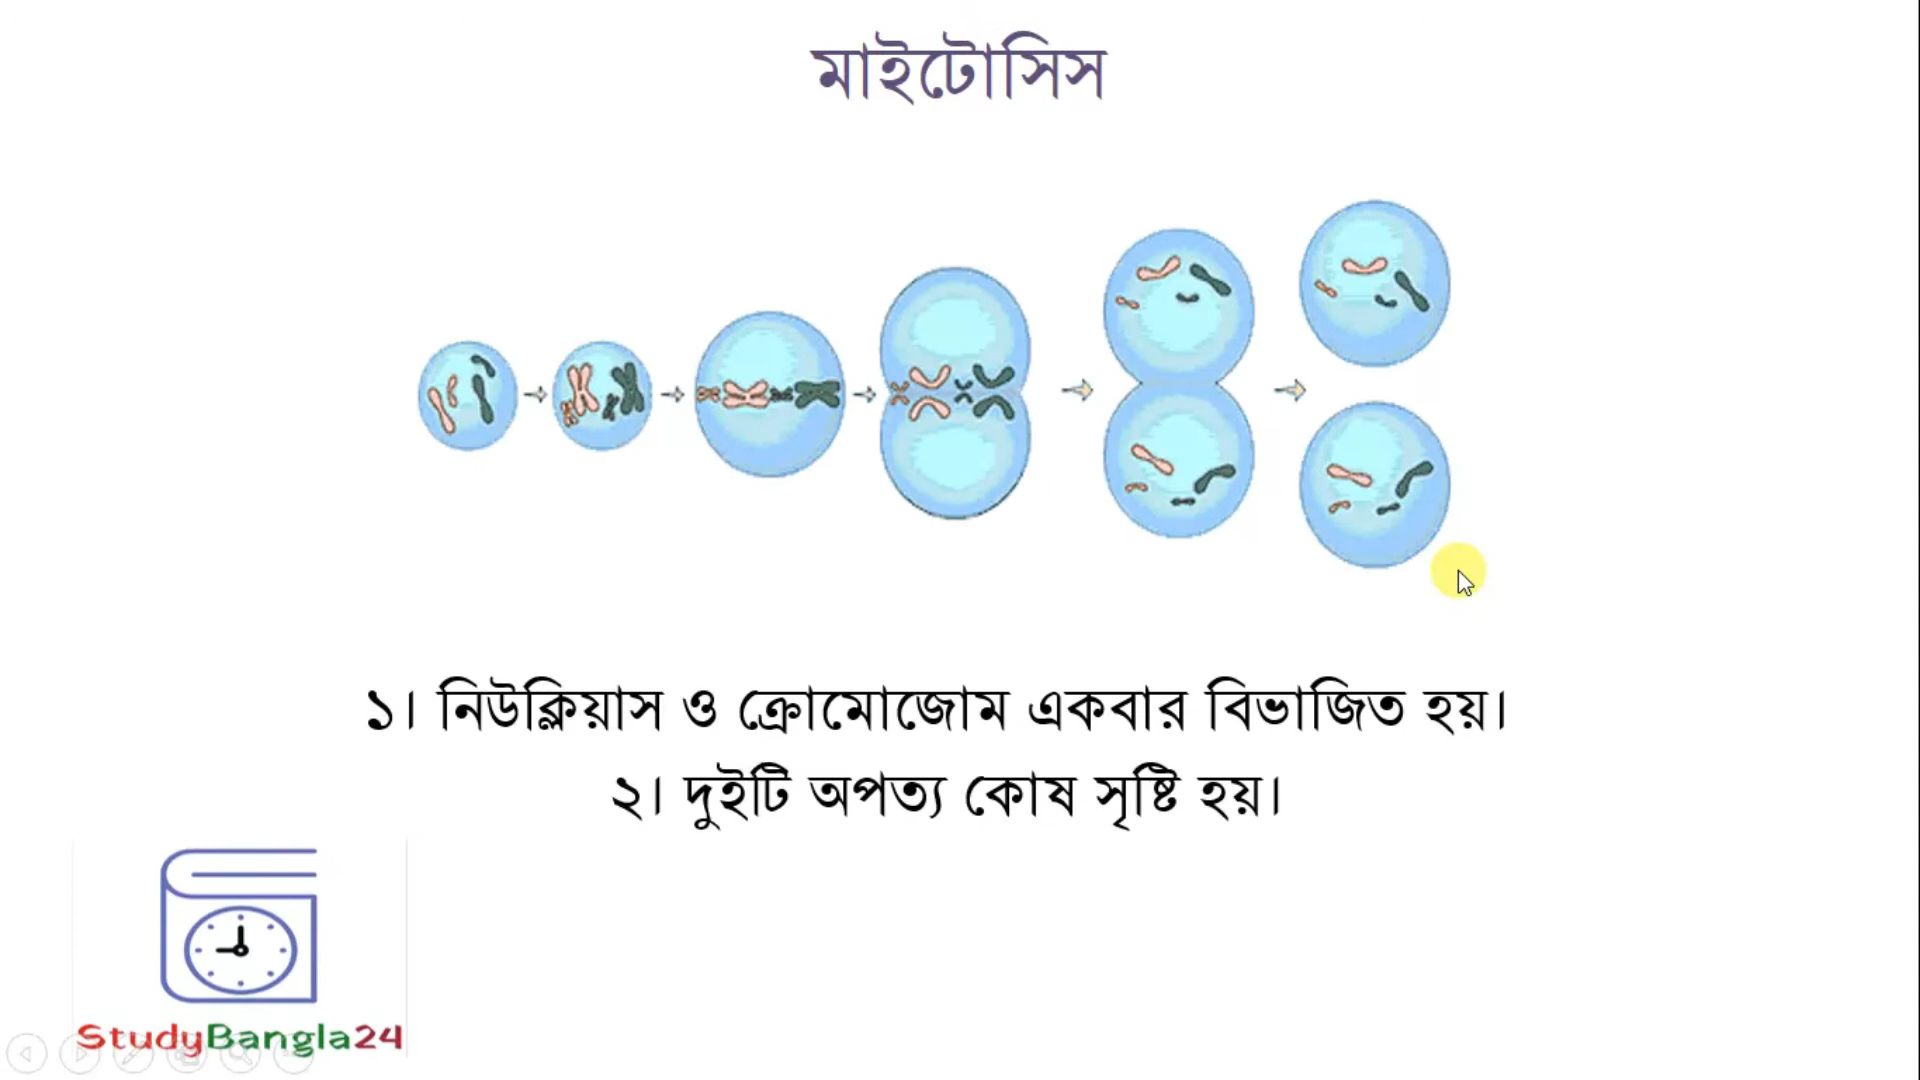 মাইটোসিস
১। নিউক্লিয়াস ও ক্রোমোজোম একবার বিভাজিত হয়।
২। দুইটি অপত্য কোষ সৃষ্টি হয়।
StudyBangla24